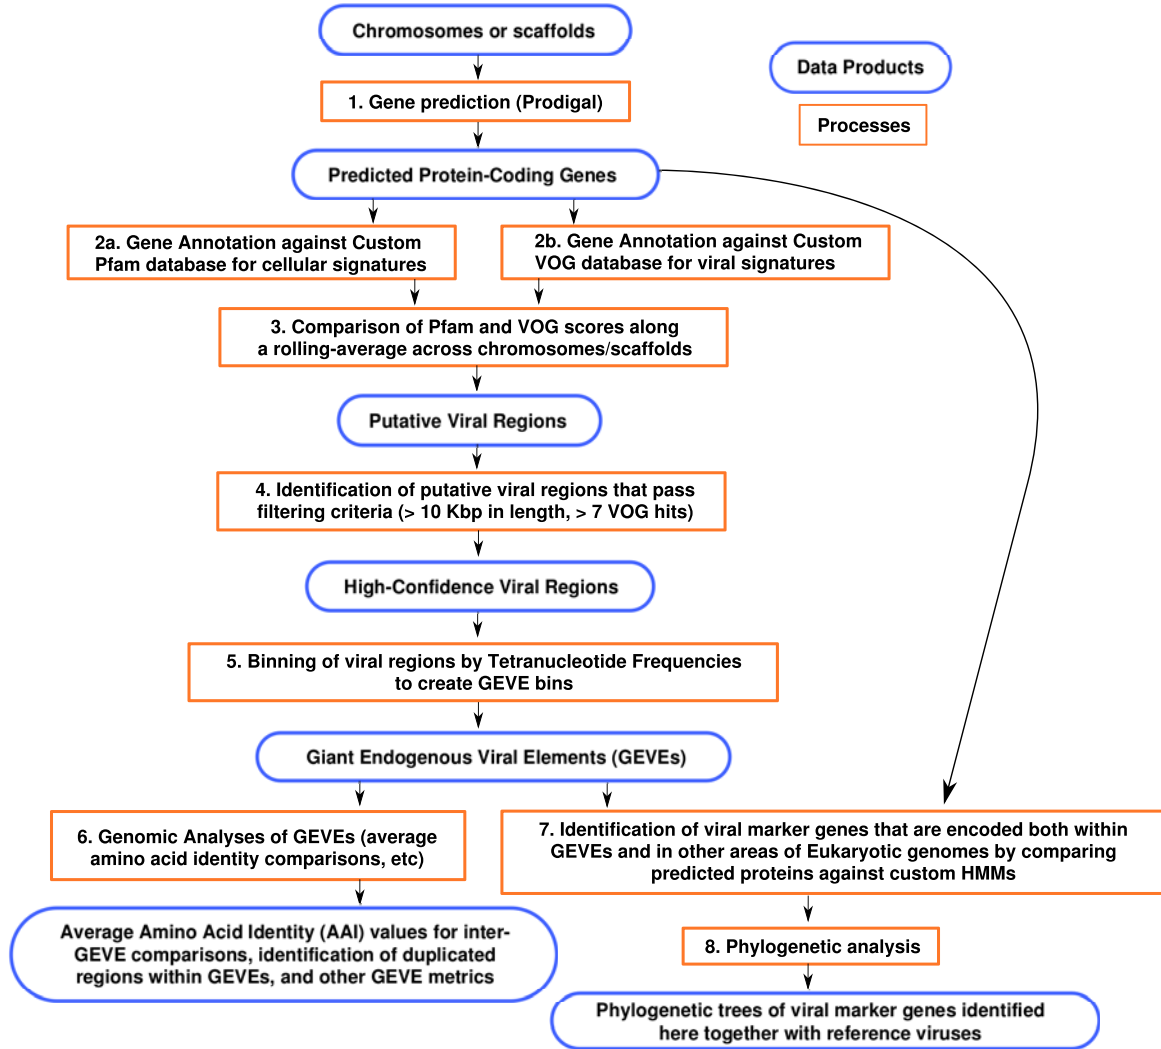 Chromosomes or scaffolds
Data Products
Processes
1. Gene prediction (Prodigal)
Predicted Protein-Coding Genes
2a. Gene Annotation against Custom
Pfam database for cellular signatures
2b. Gene Annotation against Custom
VOG database for viral signatures
3. Comparison of Pfam and VOG scores along
a rolling-average across chromosomes/scaffolds
Putative Viral Regions
4. Identification of putative viral regions that pass
filtering criteria (> 10 Kbp in length, > 7 VOG hits)
High-Confidence Viral Regions
5. Binning of viral regions by Tetranucleotide Frequencies
to create GEVE bins
Giant Endogenous Viral Elements (GEVEs)
6. Genomic Analyses of GEVEs (average
amino acid identity comparisons, etc)
7. Identification of viral marker genes that are encoded both within
GEVEs and in other areas of Eukaryotic genomes by comparing
predicted proteins against custom HMMs
Average Amino Acid Identity (AAI) values for inter-
GEVE comparisons, identification of duplicated
regions within GEVEs, and other GEVE metrics
8. Phylogenetic analysis
Phylogenetic trees of viral marker genes identified
here together with reference viruses